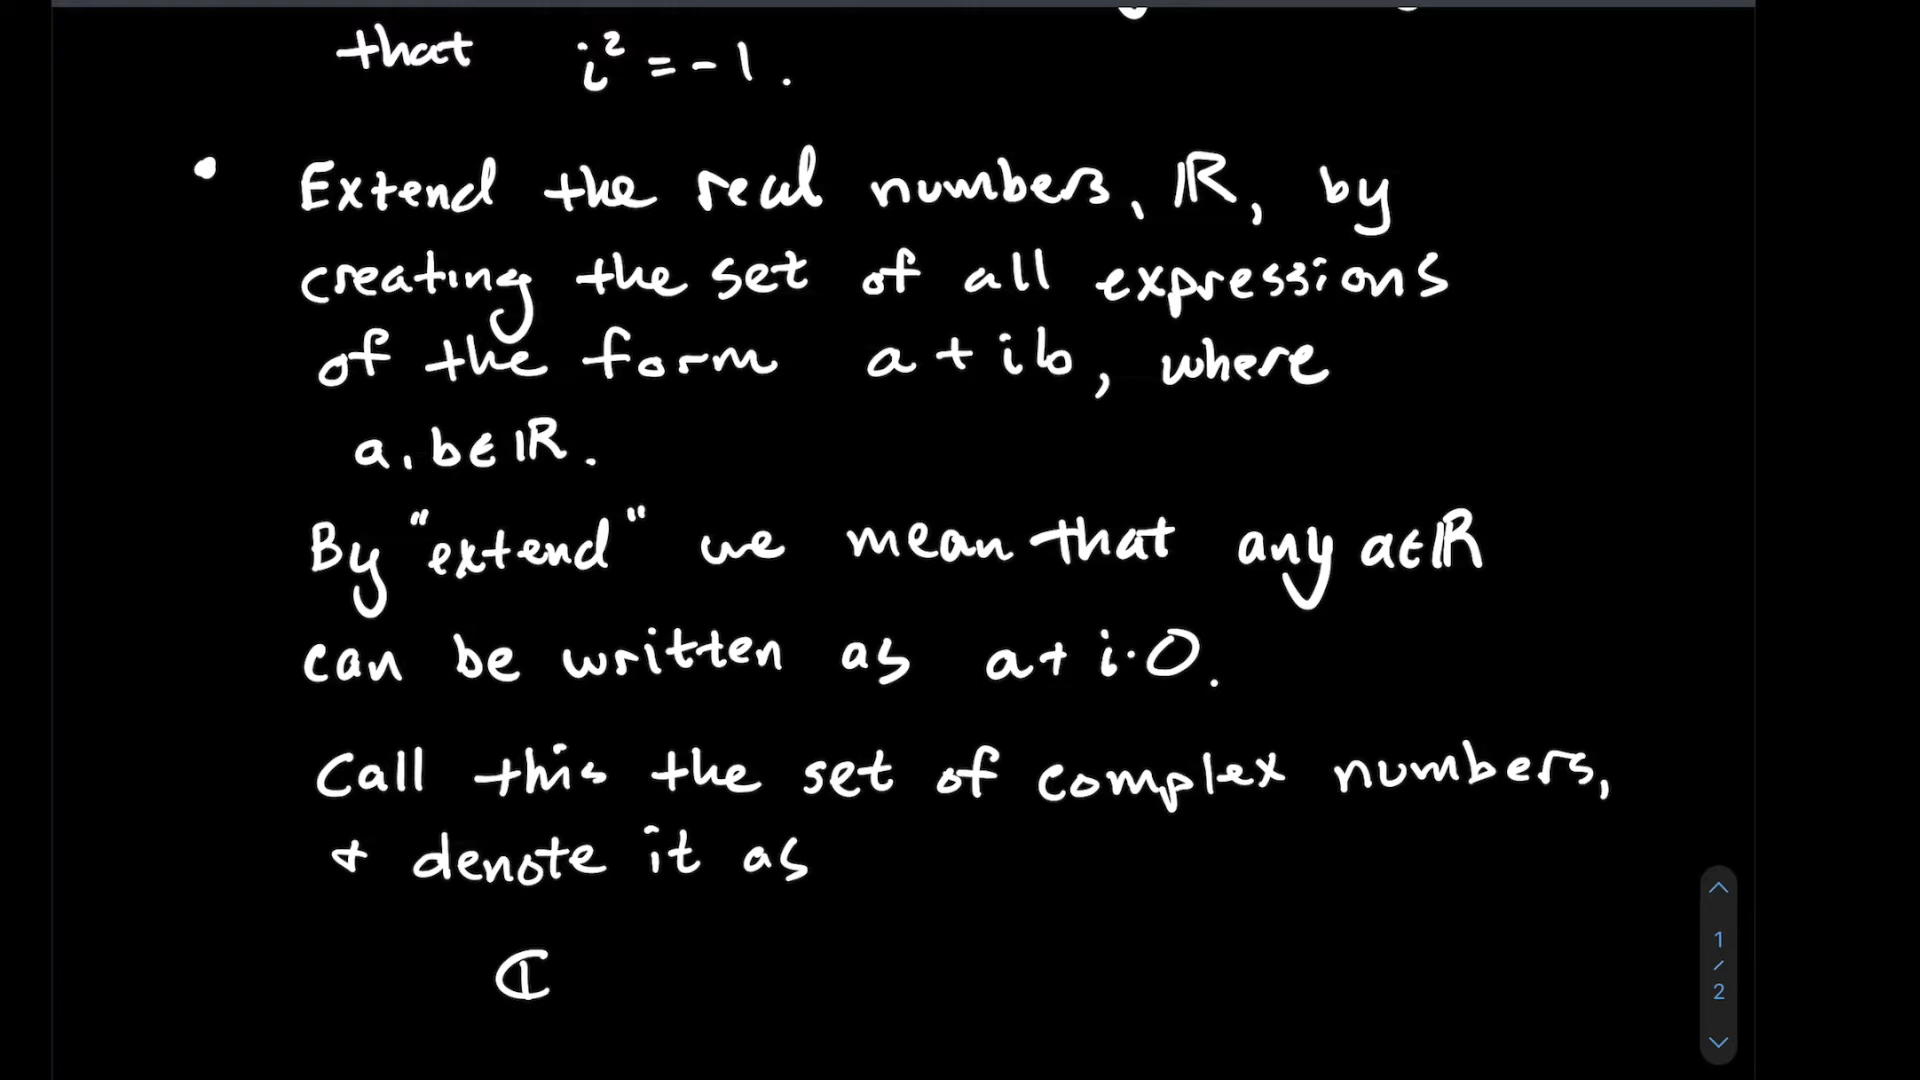 that i² = -1.
• Extend the real numbers, ℝ, by
creating the set of all expressions
of the form a + ib, where
a, b ∈ ℝ.
By "extend" we mean that any a ∈ ℝ
can be written as a + i·0.
Call this the set of complex numbers,
& denote it as
ℂ
1
/
2